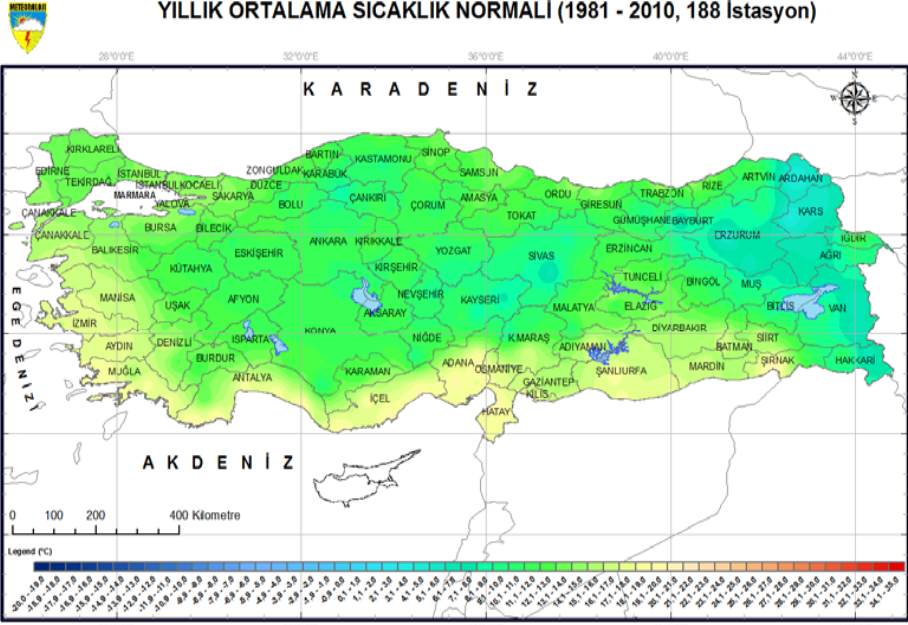 METEOROLOJİ
YILLIK ORTALAMA SICAKLIK NORMALİ (1981 - 2010, 188 İstasyon)
28°0'0"E 32°0'0"E 36°0'0"E 40°0'0"E 44°0'0"E
K A R A D E N İ Z
N
W E
S
KIRKLARELİ
EDİRNE
TEKİRDAĞ
İSTANBUL
İSTANBUL
KOCAELİ
MARMARA
YALOVA
SAKARYA
DÜZCE
ZONGULDAK
BARTIN
KARABÜK
KASTAMONU
SİNOP
SAMSUN
ORDU
GİRESUN
TRABZON
RİZE
ARTVİN
ARDAHAN
ÇANAKKALE
ÇANAKKALE
BALIKESİR
BURSA
BİLECİK
BOLU
ÇANKIRI
ÇORUM
AMASYA
TOKAT
GÜMÜŞHANE
BAYBURT
ERZURUM
KARS
IĞDIR
AĞRI
KÜTAHYA
ESKİŞEHİR
ANKARA
KIRIKKALE
YOZGAT
SİVAS
ERZİNCAN
TUNCELİ
BİNGÖL
MUŞ
BİTLİS
VAN
MANİSA
UŞAK
AFYON
KIRŞEHİR
NEVŞEHİR
AKSARAY
KAYSERİ
MALATYA
ELAZIĞ
DİYARBAKIR
BATMAN
SİİRT
ŞIRNAK
HAKKARİ
İZMİR
AYDIN
DENİZLİ
ISPARTA
KONYA
NİĞDE
K.MARAŞ
ADIYAMAN
ŞANLIURFA
MARDİN
MUĞLA
BURDUR
ANTALYA
KARAMAN
İÇEL
ADANA
OSMANİYE
GAZİANTEP
KİLİS
HATAY
E G E D E N İ Z İ
A K D E N İ Z
0 100 200 400 Kilometre
Legend (°C)